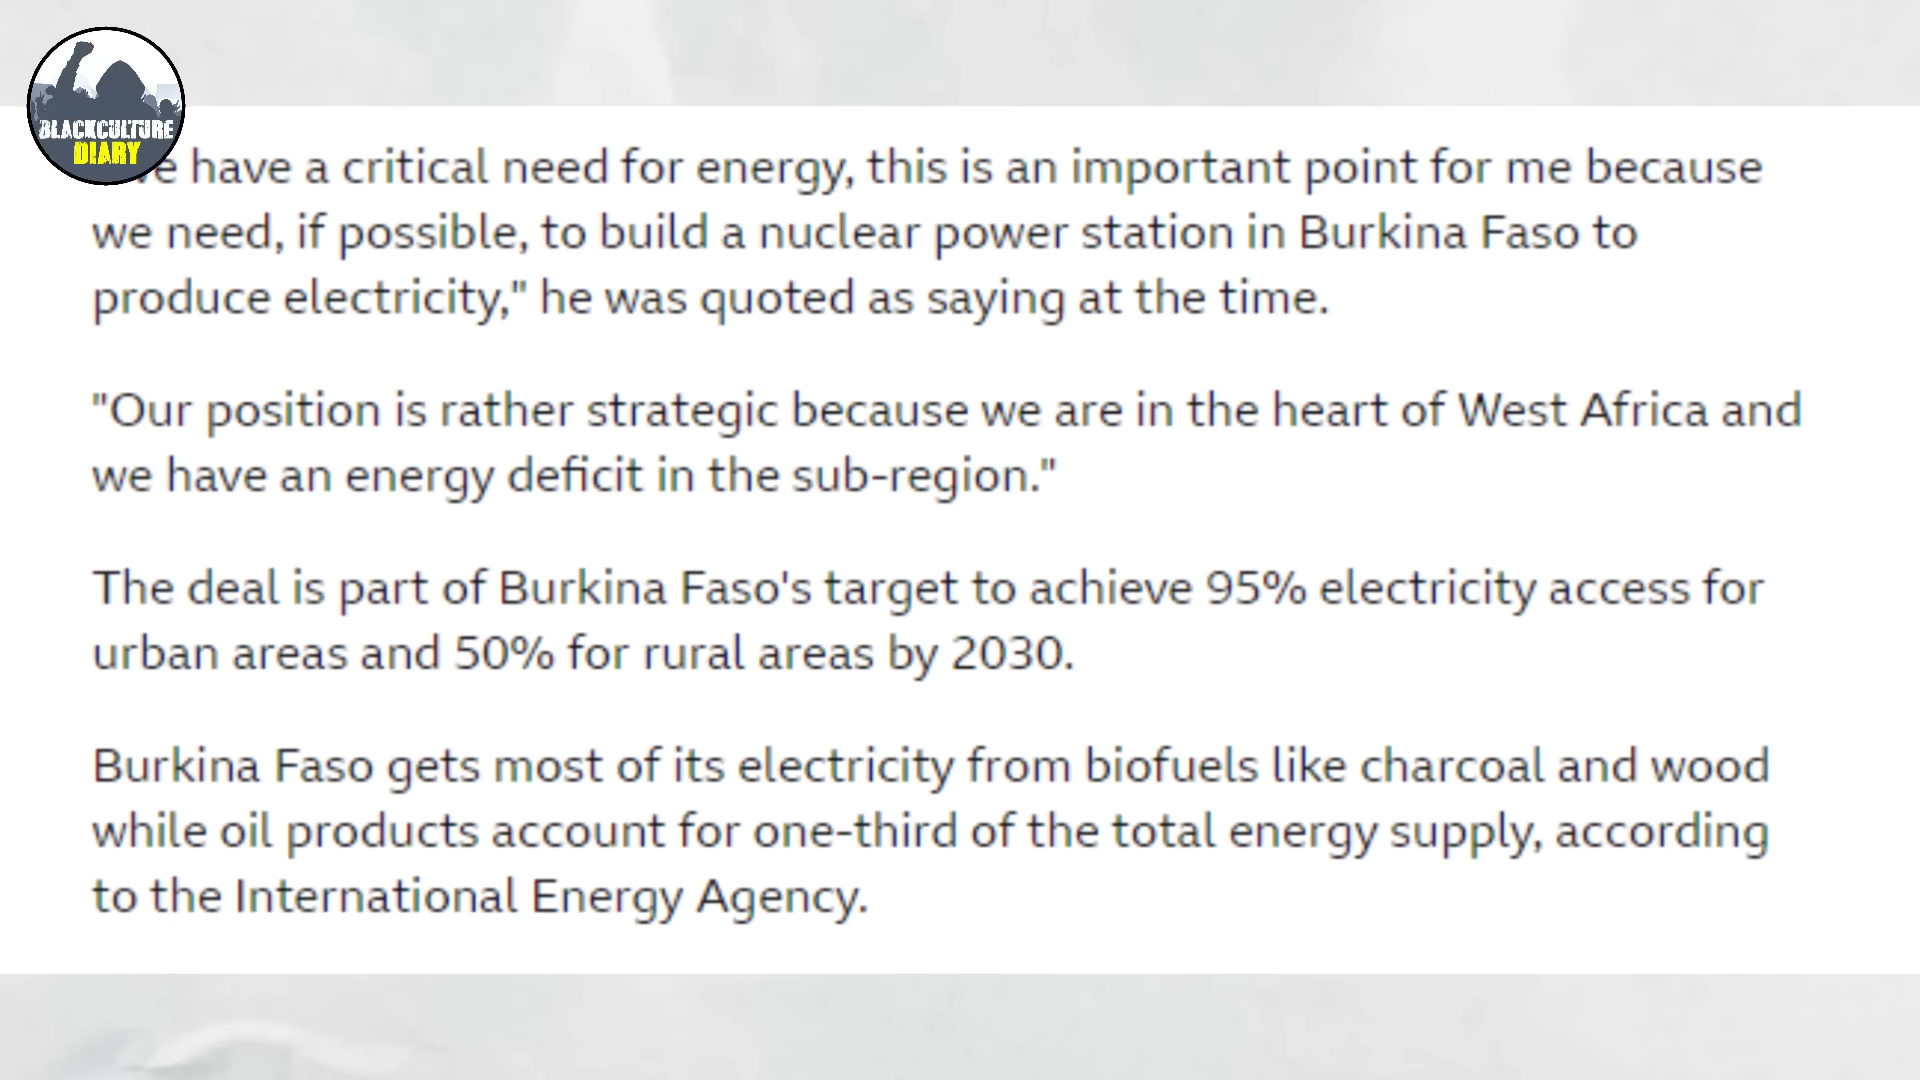 BLACKCULTURE
DIARY
e have a critical need for energy, this is an important point for me because
we need, if possible, to build a nuclear power station in Burkina Faso to
produce electricity," he was quoted as saying at the time.
"Our position is rather strategic because we are in the heart of West Africa and
we have an energy deficit in the sub-region."
The deal is part of Burkina Faso's target to achieve 95% electricity access for
urban areas and 50% for rural areas by 2030.
Burkina Faso gets most of its electricity from biofuels like charcoal and wood
while oil products account for one-third of the total energy supply, according
to the International Energy Agency.